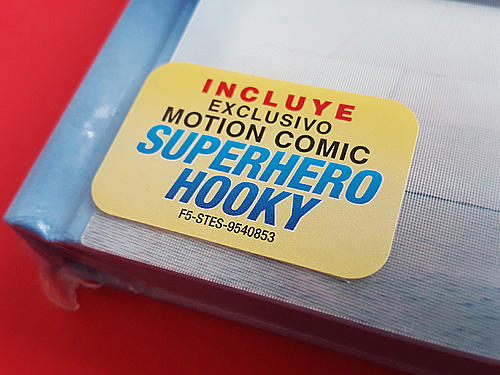 INCLUYE
EXCLUSIVO
MOTION COMIC
SUPERHERO
HOOKY
F5-STES-9540853